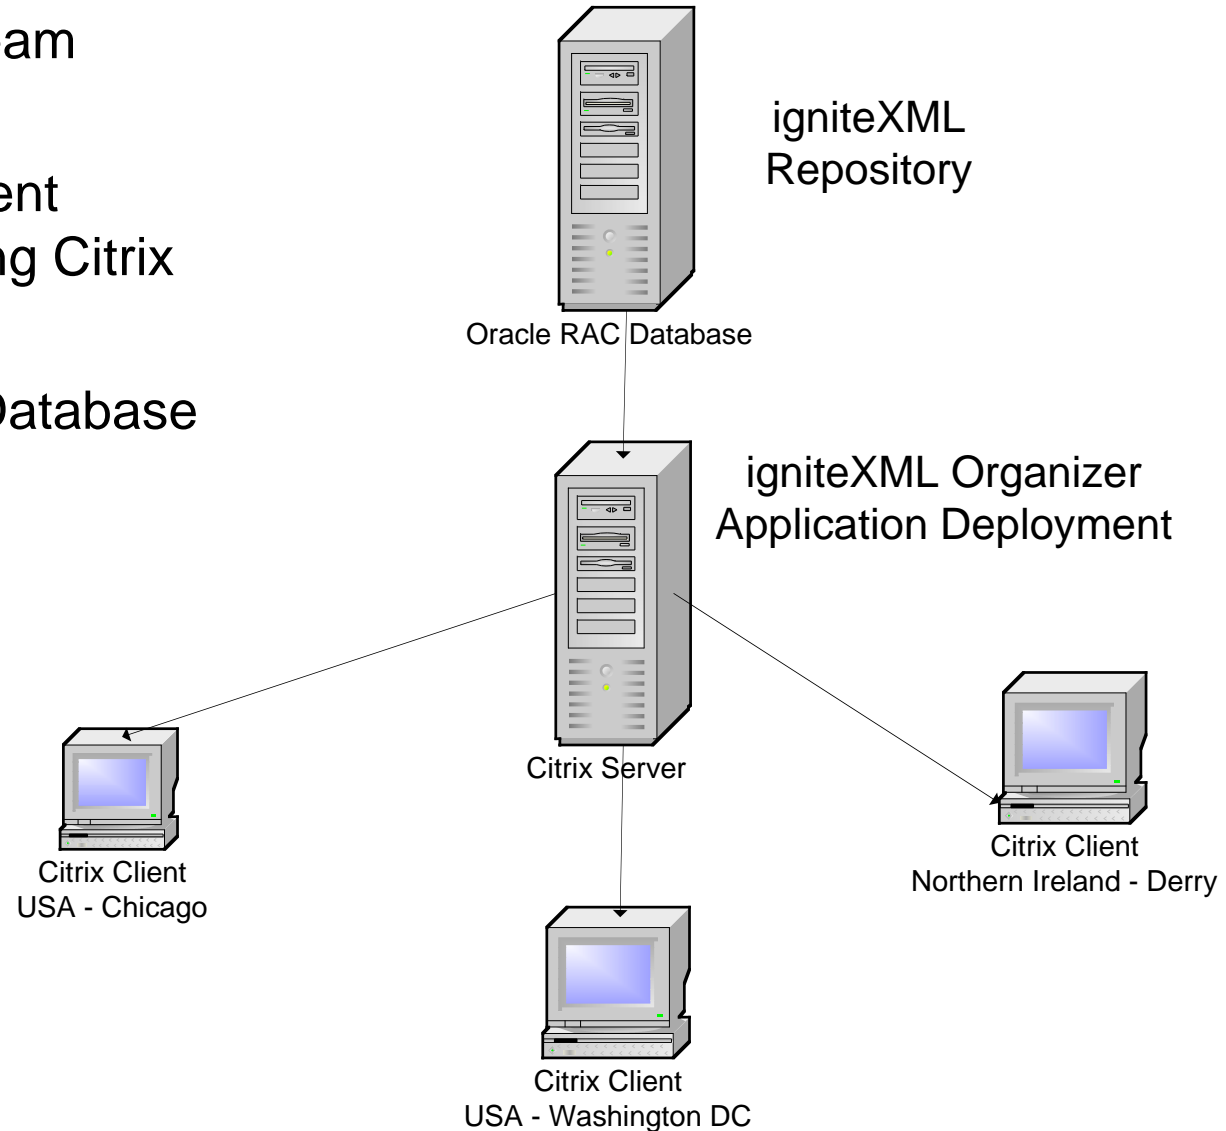 am
ent
ng Citrix
Database
igniteXML
Repository
Oracle RAC Database
igniteXML Organizer
Application Deployment
Citrix Server
Citrix Client
USA - Chicago
Citrix Client
Northern Ireland - Derry
Citrix Client
USA - Washington DC